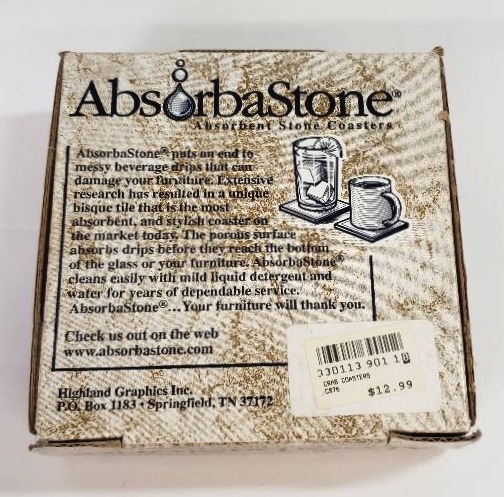 AbsorbaStone®
Absorbent Stone Coasters
AbsorbaStone® puts an end to
messy beverage drips that can
damage your furniture. Extensive
research has resulted in a unique
bisque tile that is the most
absorbent, and stylish coaster on
the market today. The porous surface
absorbs drips before they reach the bottom
of the glass or your furniture. AbsorbaStone®
cleans easily with mild liquid detergent and
water for years of dependable service.
AbsorbaStone®...Your furniture will thank you.
Check us out on the web
www.absorbastone.com
Highland Graphics Inc.
P.O. Box 1183 • Springfield, TN 37172
330113 901 1
CRAB COASTERS
C876
$12.99